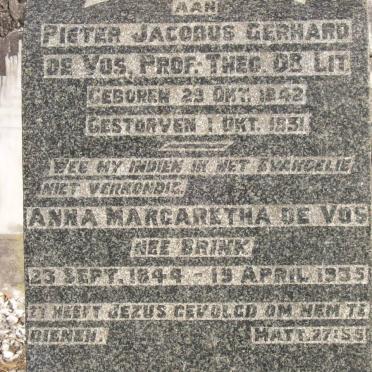 AAN
PIETER JACOBUS GERHARD
DE VOS, PROF. THEO. DR LIT
GEBOREN 29 OKT. 1842
GESTORVEN 1 OKT. 1931
WEE MY INDIEN IK HET EVANGELIE
NIET VERKONDIG.
ANNA MARGARETHA DE VOS
NEE BRINK
23 SEPT. 1844 - 19 APRIL 1935
ZY HEEFT JEZUS GEVOLGD OM HEM TE
DIENEN. MATT. 27:55